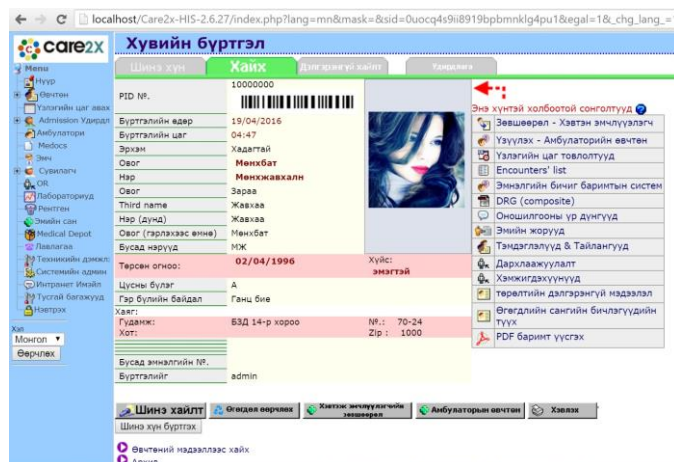 localhost/Care2x-HIS-2.6.27/index.php?lang=mn&mask=&sid=0uocq4s9ii8919bpbmnklg4pu1&egal=1&_chg_lang_=
care2x
Хувийн бүртгэл
Шинэ хүн
Хайх
Дэлгэрэнгүй хайлт
Удирдлага
Menu
Нүүр
Өвчтөн
Үзлэгийн цаг авах
Admission Удирдл
Амбулатори
Medocs
Эмч
Сувилагч
OR
Лабораториуд
Рентген
Эмийн сан
Medical Depot
Лавлагаа
Техникийн дэмжлэ
Системийн админ
Интранет Имэйл
Тусгай багажууд
Нэвтрэх
Хэл
Монгол
Өөрчлөх
PID №.
10000000
Бүртгэлийн өдөр 19/04/2016
Бүртгэлийн цаг 04:47
Эрхэм Хадагтай
Овог Мөнхбат
Нэр Мөнхжавхалн
Овог Зараа
Third name Жавхаа
Нэр (дунд) Жавхаа
Овог (гэрлэхээс өмнө) Мөнхбат
Бусад нэрүүд МЖ
Төрсөн огноо: 02/04/1996 Хүйс:
эмэгтэй
Цусны бүлэг А
Гэр бүлийн байдал Ганц бие
Хаяг:
Гудамж: БЗД 14-р хороо №.: 70-24
Хот: Zip : 1000
Бусад эмнэлгийн №.
Бүртгэлийг admin
Энэ хүнтэй холбоотой сонголтууд
Зөвшөөрөл - Хэвтэн эмчлүүлэгч
Үзүүлэх - Амбулаторийн өвчтөн
Үзлэгийн цаг товлолтууд
Encounters' list
Эмнэлгийн бичиг баримтын систем
DRG (composite)
Оношилгооны үр дүнгүүд
Эмийн жорууд
Тэмдэглэлүүд & Тайлангууд
Дархлаажуулалт
Хэмжигдэхүүнүүд
төрөлтийн дэлгэрэнгүй мэдээлэл
Өгөгдлийн сангийн бичлэгүүдийн
түүх
PDF баримт үүсгэх
Шинэ хайлт
Өгөгдөл өөрчлөх
Хэвтэж эмчлүүлэгчийн
зөвшөөрөл
Амбулаторын өвчтөн
Хэвлэх
Шинэ хүн бүртгэх
Өвчтөний мэдээллээс хайх
Архив